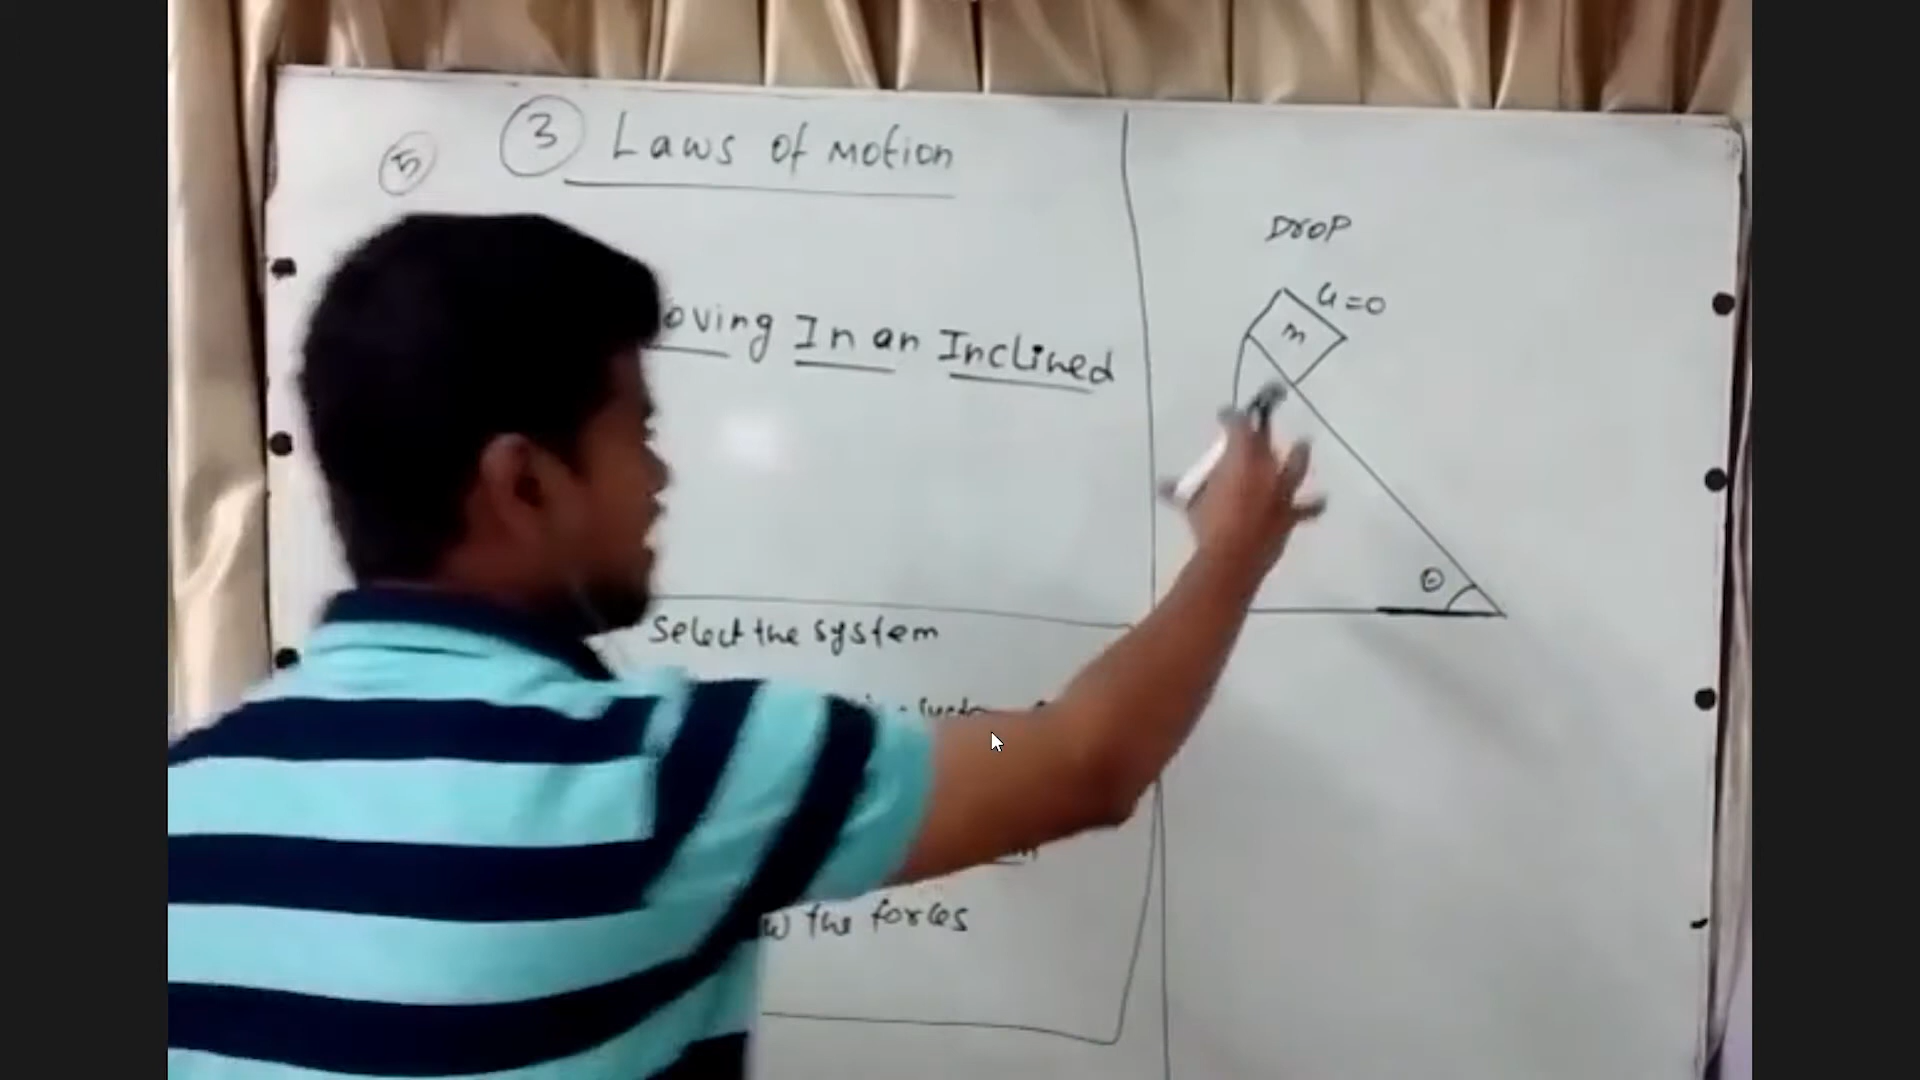 3 Laws of Motion
5
oving In an Inclined
Select the system
w the forces
Drop
u=0
m
θ